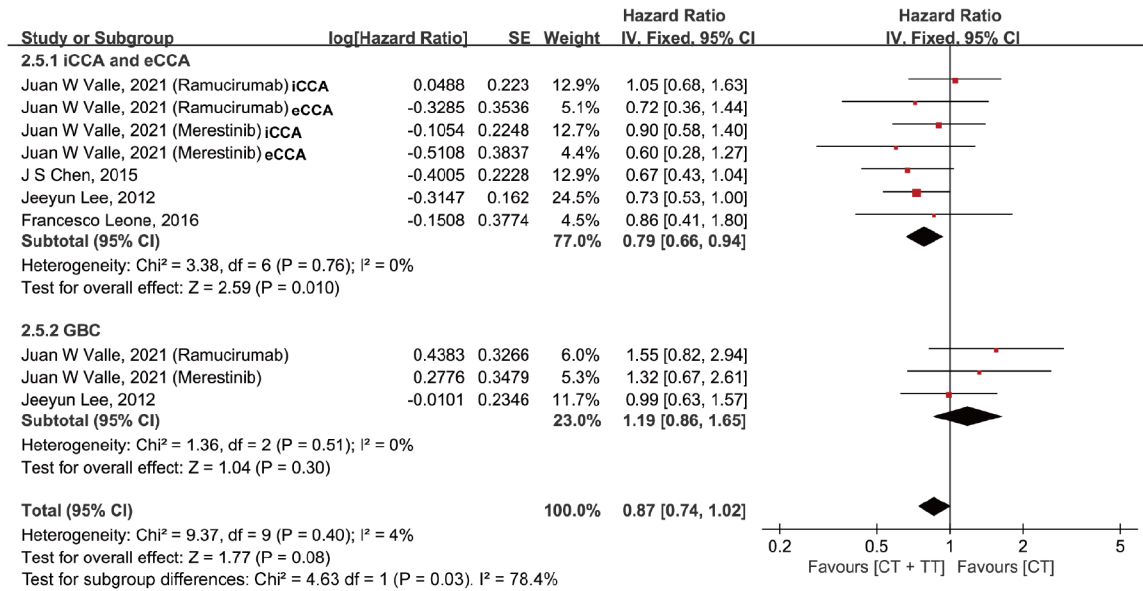 Hazard Ratio Hazard Ratio
Study or Subgroup log[Hazard Ratio] SE Weight IV, Fixed, 95% CI IV, Fixed, 95% CI
2.5.1 iCCA and eCCA
Juan W Valle, 2021 (Ramucirumab) iCCA 0.0488 0.223 12.9% 1.05 [0.68, 1.63]
Juan W Valle, 2021 (Ramucirumab) eCCA -0.3285 0.3536 5.1% 0.72 [0.36, 1.44]
Juan W Valle, 2021 (Merestinib) iCCA -0.1054 0.2248 12.7% 0.90 [0.58, 1.40]
Juan W Valle, 2021 (Merestinib) eCCA -0.5108 0.3837 4.4% 0.60 [0.28, 1.27]
J S Chen, 2015 -0.4005 0.2228 12.9% 0.67 [0.43, 1.04]
Jeeyun Lee, 2012 -0.3147 0.162 24.5% 0.73 [0.53, 1.00]
Francesco Leone, 2016 -0.1508 0.3774 4.5% 0.86 [0.41, 1.80]
Subtotal (95% CI) 77.0% 0.79 [0.66, 0.94]
Heterogeneity: Chi² = 3.38, df = 6 (P = 0.76); I² = 0%
Test for overall effect: Z = 2.59 (P = 0.010)
2.5.2 GBC
Juan W Valle, 2021 (Ramucirumab) 0.4383 0.3266 6.0% 1.55 [0.82, 2.94]
Juan W Valle, 2021 (Merestinib) 0.2776 0.3479 5.3% 1.32 [0.67, 2.61]
Jeeyun Lee, 2012 -0.0101 0.2346 11.7% 0.99 [0.63, 1.57]
Subtotal (95% CI) 23.0% 1.19 [0.86, 1.65]
Heterogeneity: Chi² = 1.36, df = 2 (P = 0.51); I² = 0%
Test for overall effect: Z = 1.04 (P = 0.30)
Total (95% CI) 100.0% 0.87 [0.74, 1.02]
Heterogeneity: Chi² = 9.37, df = 9 (P = 0.40); I² = 4%
Test for overall effect: Z = 1.77 (P = 0.08)
Test for subgroup differences: Chi² = 4.63 df = 1 (P = 0.03). I² = 78.4%
0.2 0.5 1 2 5
Favours [CT + TT] Favours [CT]